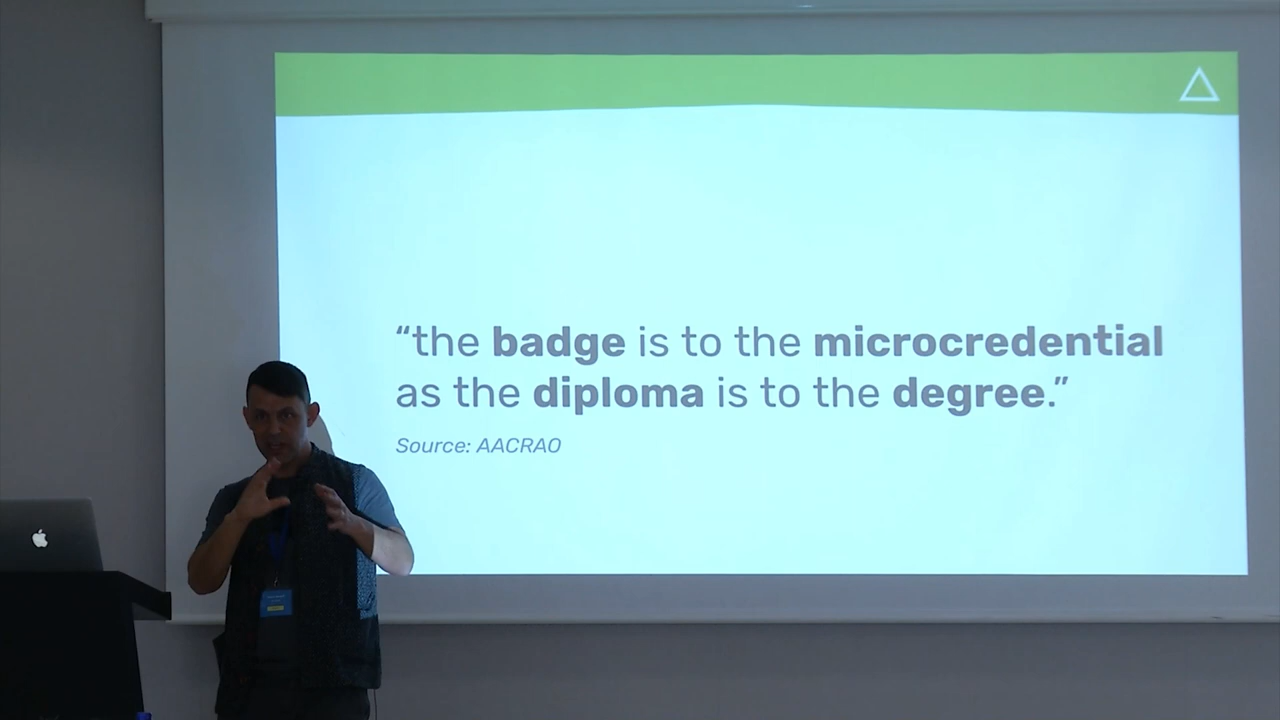 “the badge is to the microcredential
as the diploma is to the degree.”
Source: AACRAO